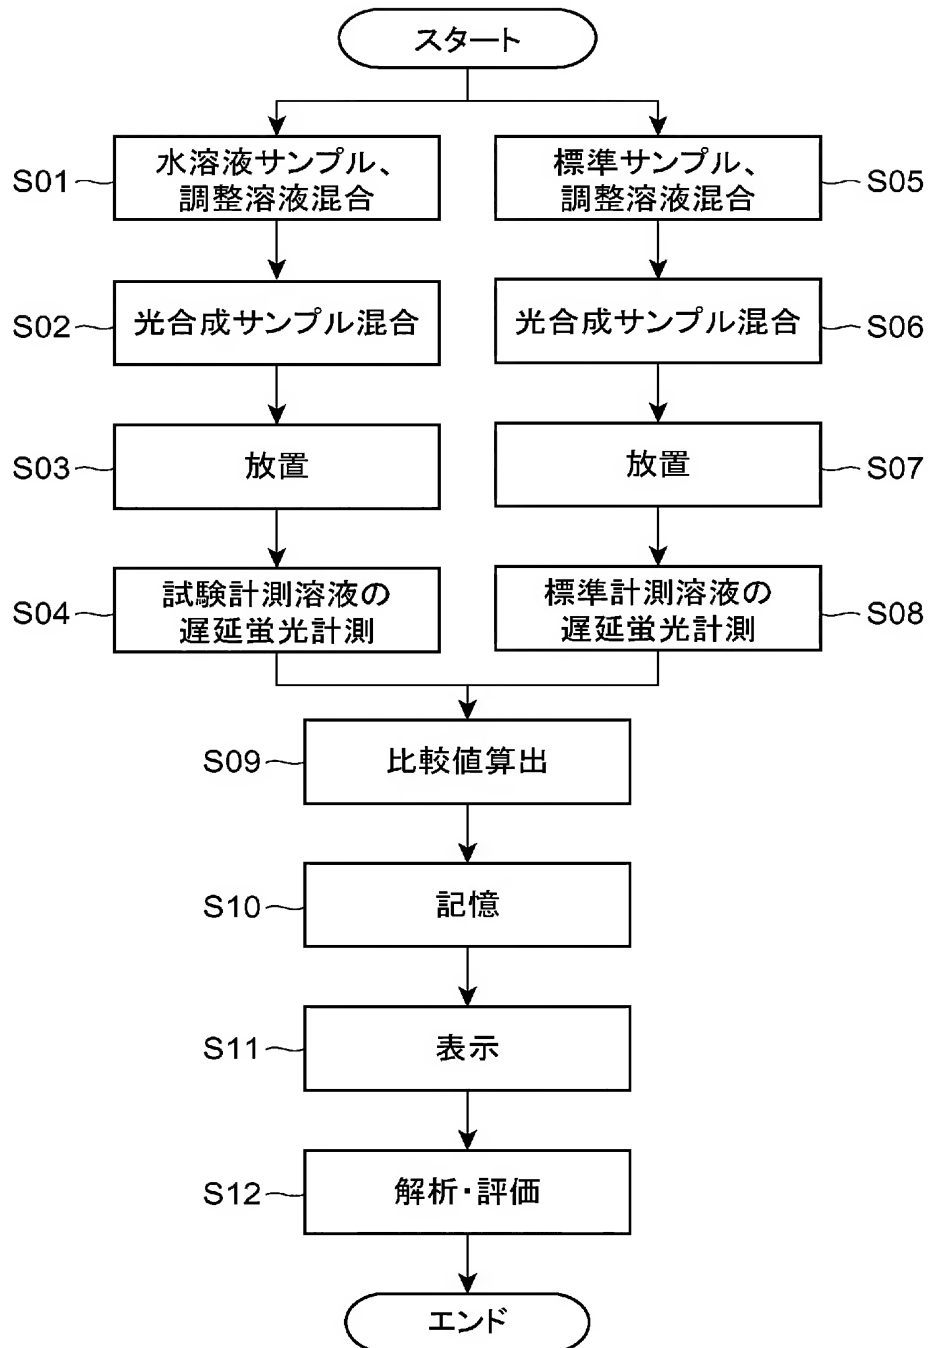 スタート
S01
水溶液サンプル、
調整溶液混合
標準サンプル、
調整溶液混合
S05
S02
光合成サンプル混合
光合成サンプル混合
S06
S03
放置
放置
S07
S04
試験計測溶液の
遅延蛍光計測
標準計測溶液の
遅延蛍光計測
S08
S09
比較値算出
S10
記憶
S11
表示
S12
解析・評価
エンド